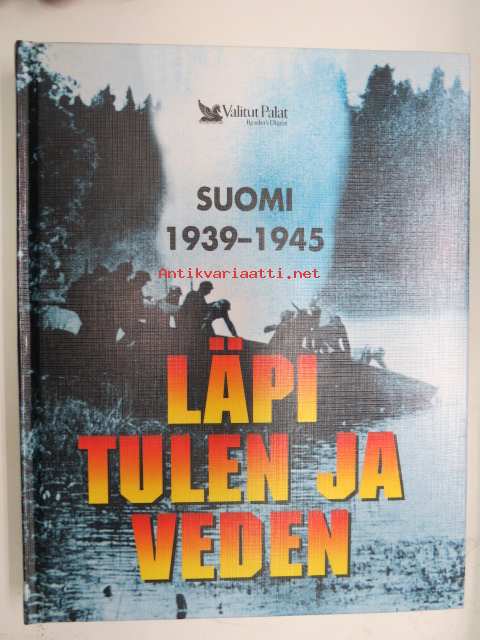 Valitut Palat
Reader's Digest
SUOMI
1939–1945
Antikvariaatti.net
LÄPI
TULEN JA
VEDEN